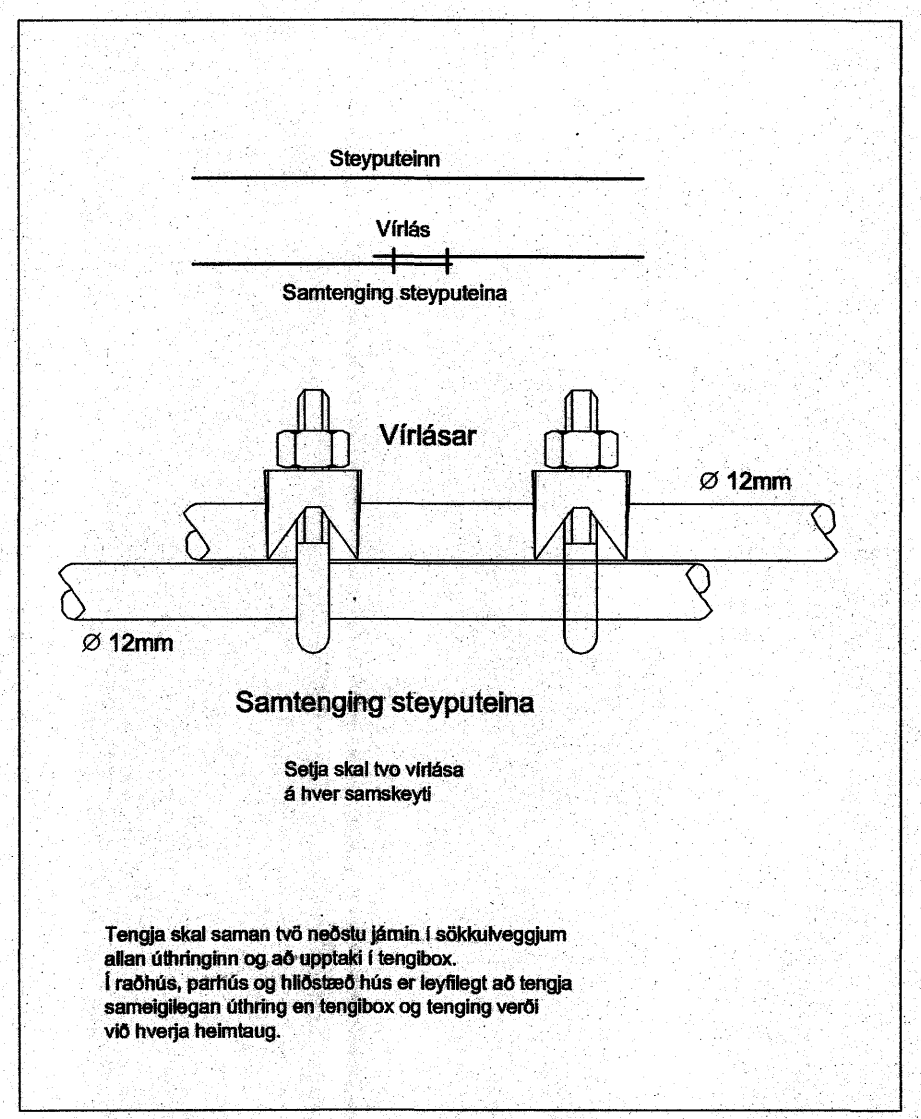 Steyputeinn
Vírlás
Samtenging steyputeina
Vírlásar
Ø 12mm
Ø 12mm
Samtenging steyputeina
Setja skal tvo vírlása
á hver samskeyti
Tengja skal saman tvö neðstu járnin í sökkulveggjum
allan úthringinn og að upptaki í tengibox.
Í raðhús, parhús og hliðstæð hús er leyfilegt að tengja
sameigilegan úthring en tengibox og tenging verði
við hverja heimtaug.